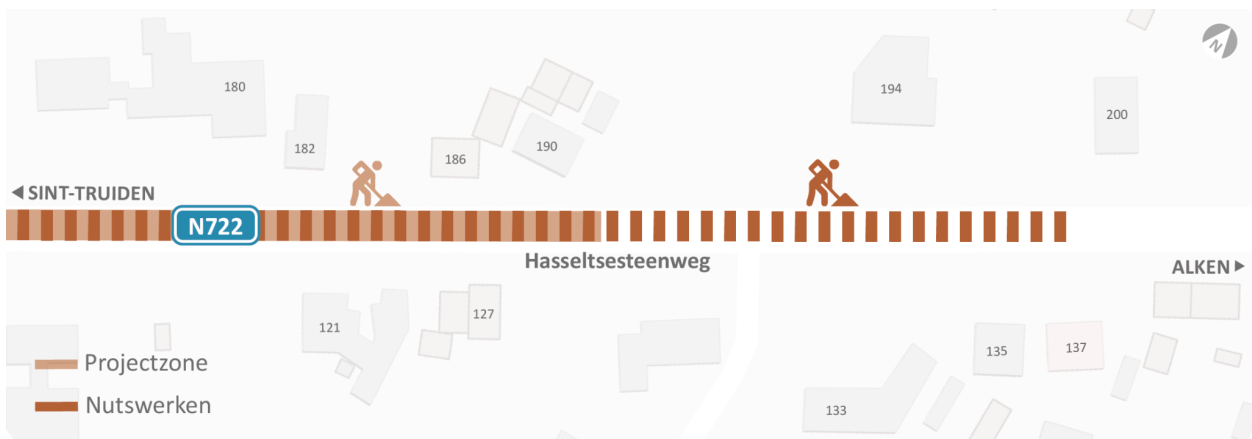 N
180
194
200
182
186
190
◄ SINT-TRUIDEN
N722
Hasseltsesteenweg
ALKEN ►
121
127
135
137
133
Projectzone
Nutswerken